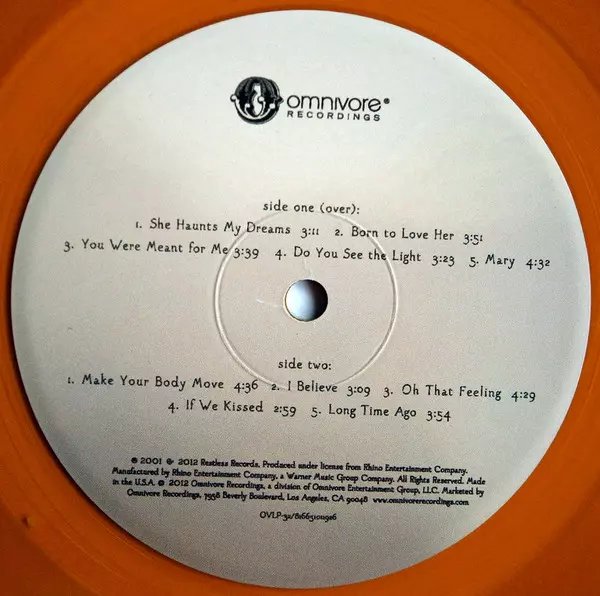 omnivore®
RECORDINGS
side one (over):
1. She Haunts My Dreams 3:11 2. Born to Love Her 3:51
3. You Were Meant for Me 3:39 4. Do You See the Light 3:23 5. Mary 4:32
side two:
1. Make Your Body Move 4:36 2. I Believe 3:09 3. Oh That Feeling 4:29
4. If We Kissed 2:59 5. Long Time Ago 3:54
℗ 2001 & ℗ 2012 Restless Records. Produced under license from Rhino Entertainment Company.
Manufactured by Rhino Entertainment Company, a Warner Music Group Company. All Rights Reserved. Made
in the U.S.A. © 2012 Omnivore Recordings, a division of Omnivore Entertainment Group, LLC. Marketed by
Omnivore Recordings, 7958 Beverly Boulevard, Los Angeles, CA 90048 www.omnivorerecordings.com